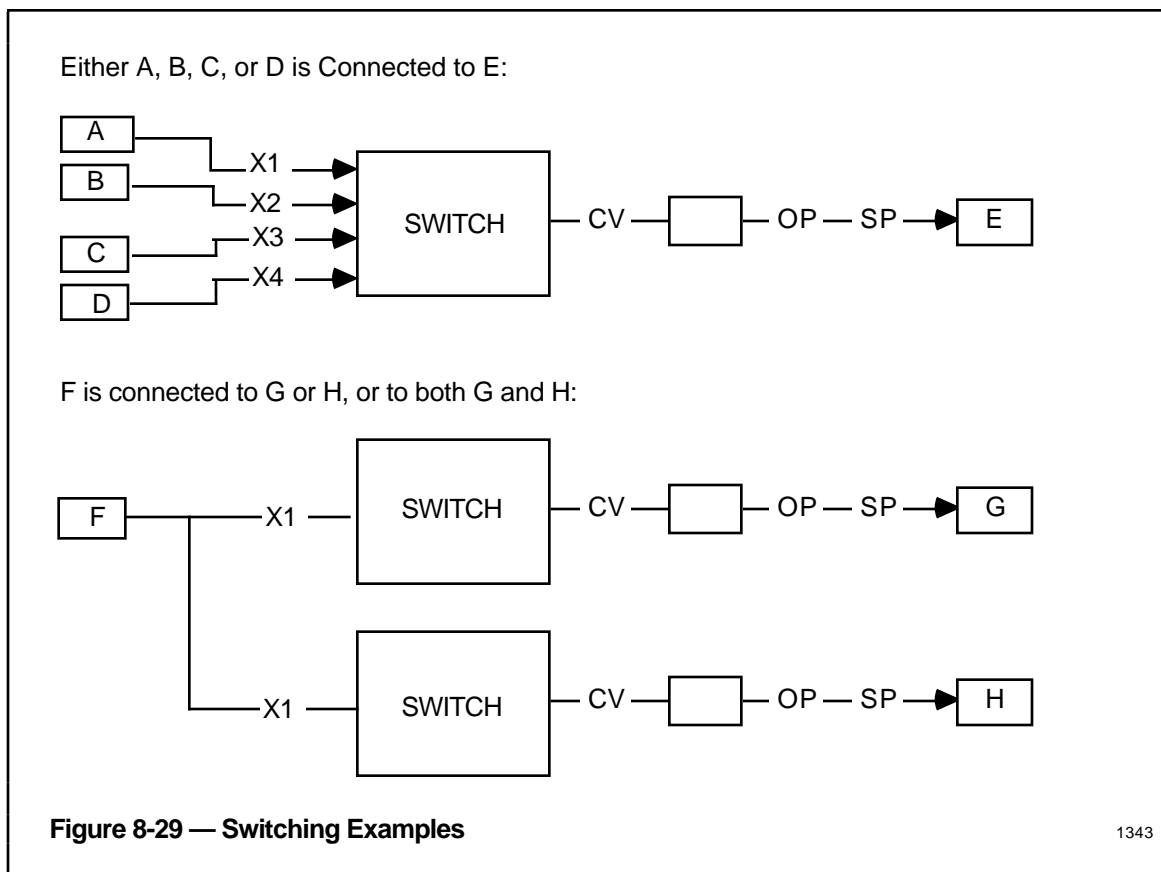 Either A, B, C, or D is Connected to E:
A
X1
B
X2
SWITCH
CV
OP
SP
E
C
X3
D
X4
F is connected to G or H, or to both G and H:
F
X1
SWITCH
CV
OP
SP
G
X1
SWITCH
CV
OP
SP
H
Figure 8-29 — Switching Examples
1343